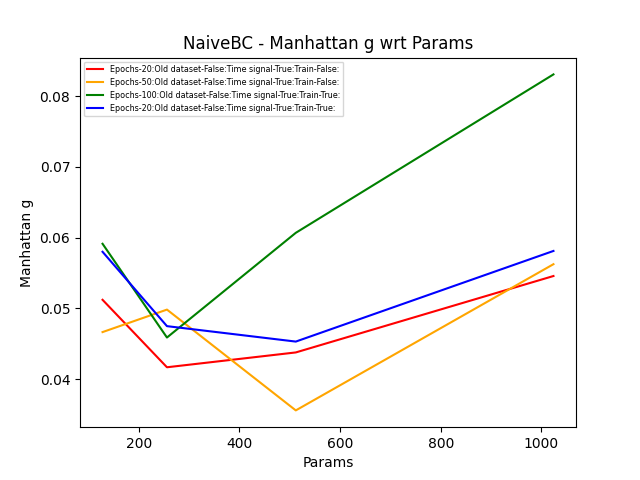 NaiveBC - Manhattan g wrt Params
Epochs-20:Old dataset-False:Time signal-True:Train-False:
Epochs-50:Old dataset-False:Time signal-True:Train-False:
Epochs-100:Old dataset-False:Time signal-True:Train-True:
Epochs-20:Old dataset-False:Time signal-True:Train-True:
0.08
0.07
0.06
0.05
0.04
Manhattan g
200 400 600 800 1000
Params